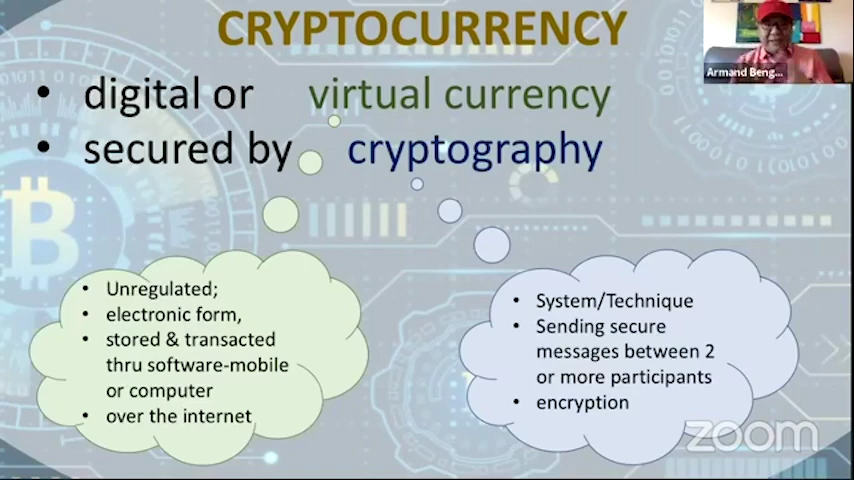 CRYPTOCURRENCY
Armand Beng...
• digital or virtual currency
• secured by cryptography
• Unregulated;
• electronic form,
• stored & transacted
thru software-mobile
or computer
• over the internet
• System/Technique
• Sending secure
messages between 2
or more participants
• encryption
zoom